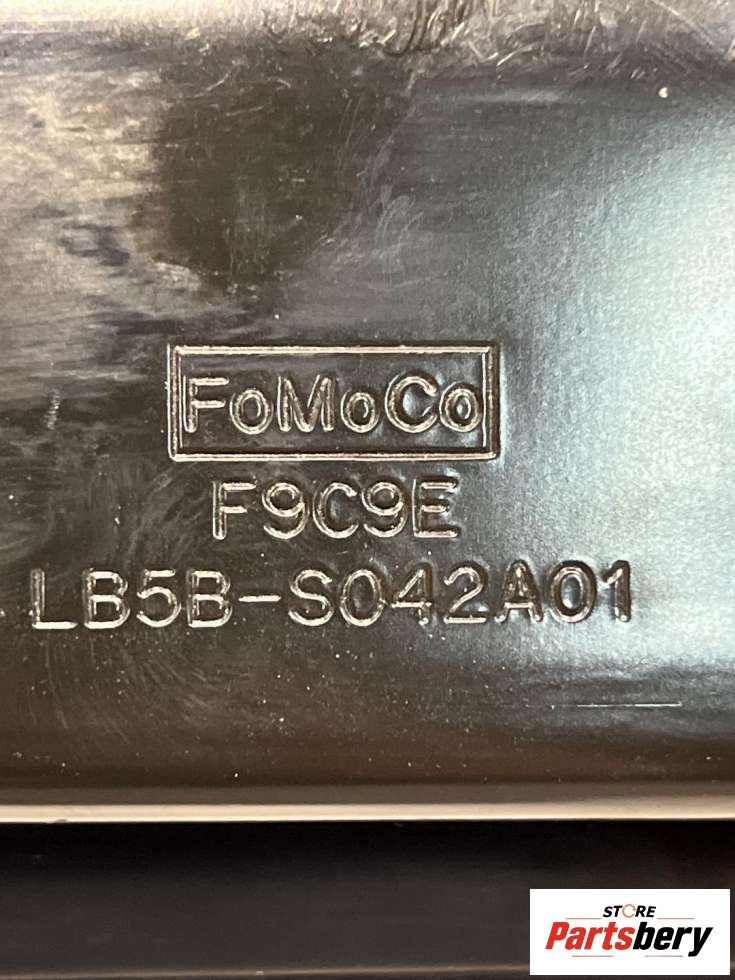 FoMoCo
F9C9E
LB5B-S042A01
STORE
Partsbery